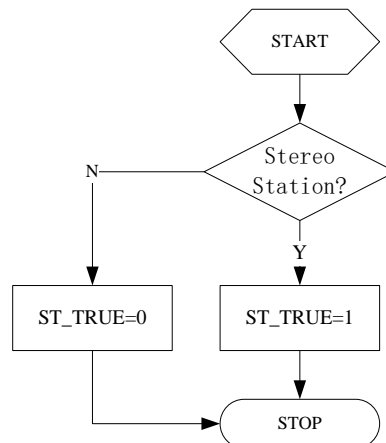 START
Stereo
Station?
N
Y
ST_TRUE=0
ST_TRUE=1
STOP